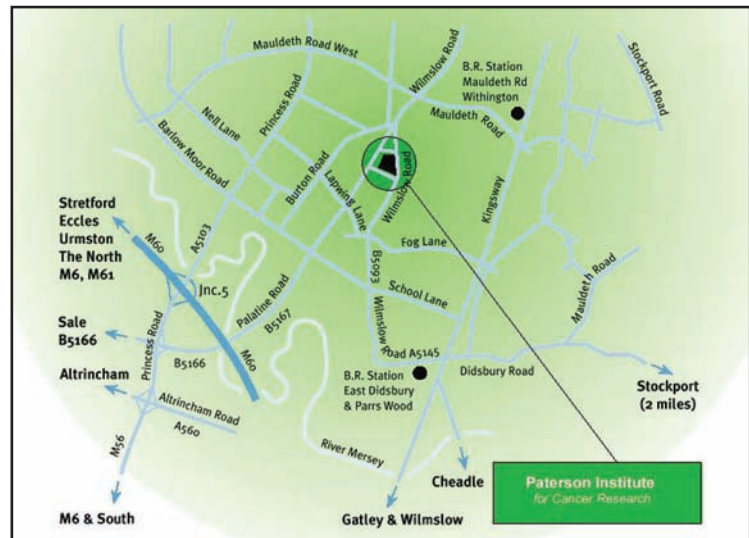 Mauldeth Road West
Wilmslow Road
B.R. Station
Mauldeth Rd
Withington
Stockport Road
Nell Lane
Princess Road
Mauldeth Road
Barlow Moor Road
Burton Road
Lapwing Lane
Wilmslow Road
Kingsway
Stretford
Eccles
Urmston
The North
M6, M61
M60
A5103
Fog Lane
B5093
Jnc.5
Palatine Road
B5167
School Lane
Mauldeth Road
Sale
B5166
Princess Road
B5166
M60
Wilmslow Road A5145
Didsbury Road
Altrincham
Altrincham Road
A560
B.R. Station
East Didsbury
& Parrs Wood
Stockport
(2 miles)
M56
River Mersey
Cheadle
Paterson Institute
for Cancer Research
M6 & South
Gatley & Wilmslow